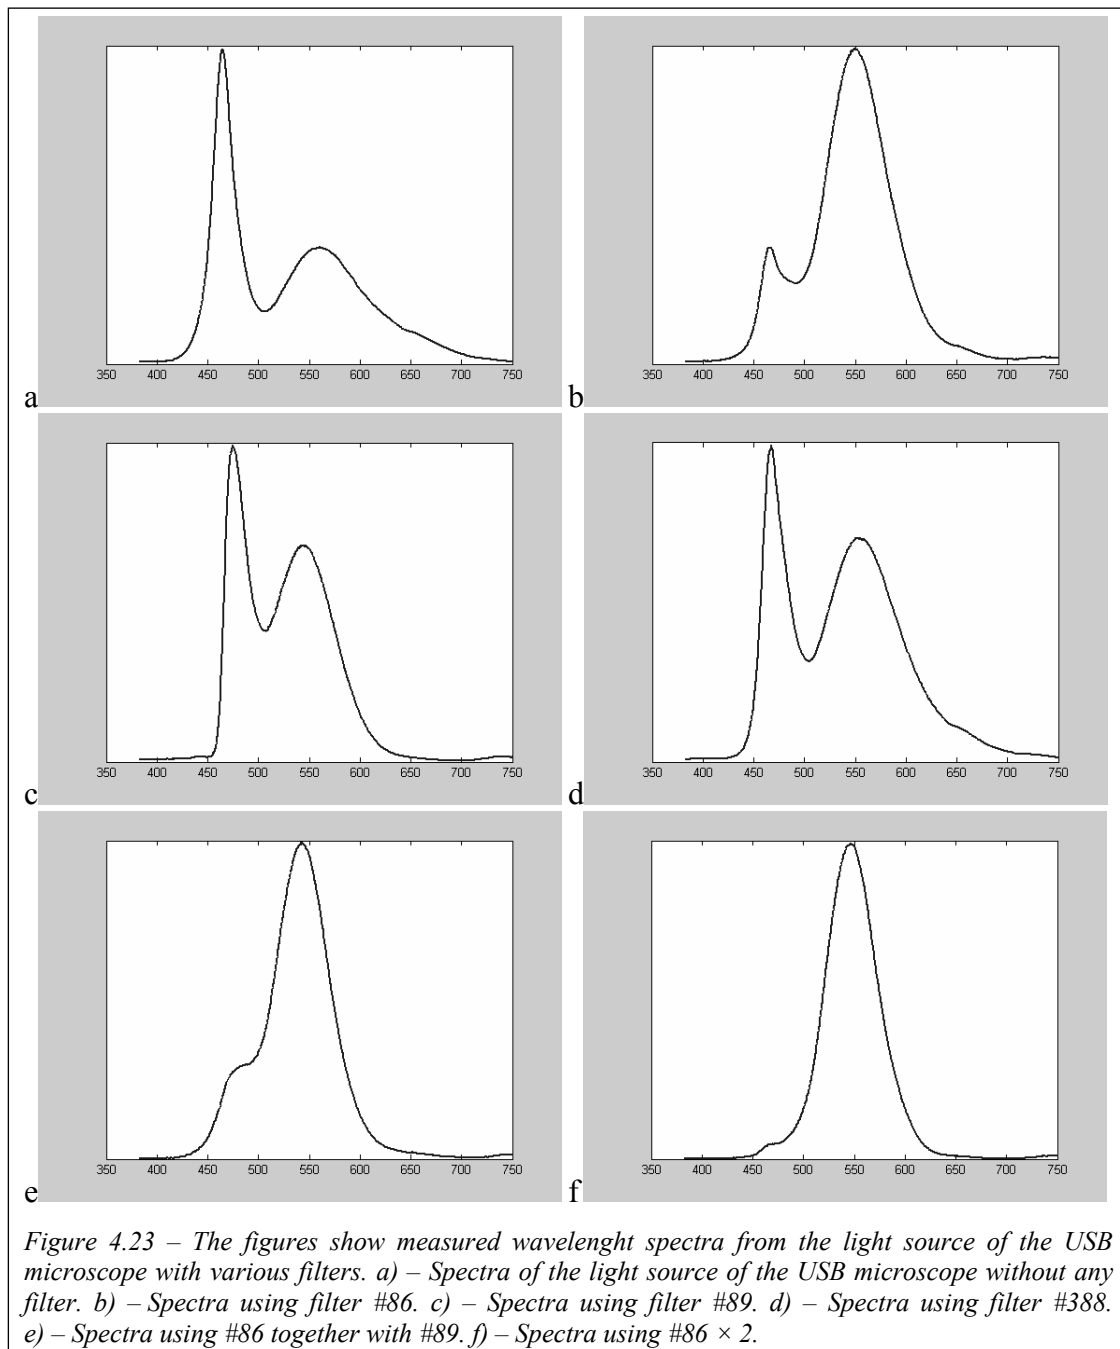 350 400 450 500 550 600 650 700 750
a
350 400 450 500 550 600 650 700 750
b
350 400 450 500 550 600 650 700 750
c
350 400 450 500 550 600 650 700 750
d
350 400 450 500 550 600 650 700 750
e
350 400 450 500 550 600 650 700 750
f
Figure 4.23 – The figures show measured wavelenght spectra from the light source of the USB
microscope with various filters. a) – Spectra of the light source of the USB microscope without any
filter. b) – Spectra using filter #86. c) – Spectra using filter #89. d) – Spectra using filter #388.
e) – Spectra using #86 together with #89. f) – Spectra using #86 × 2.